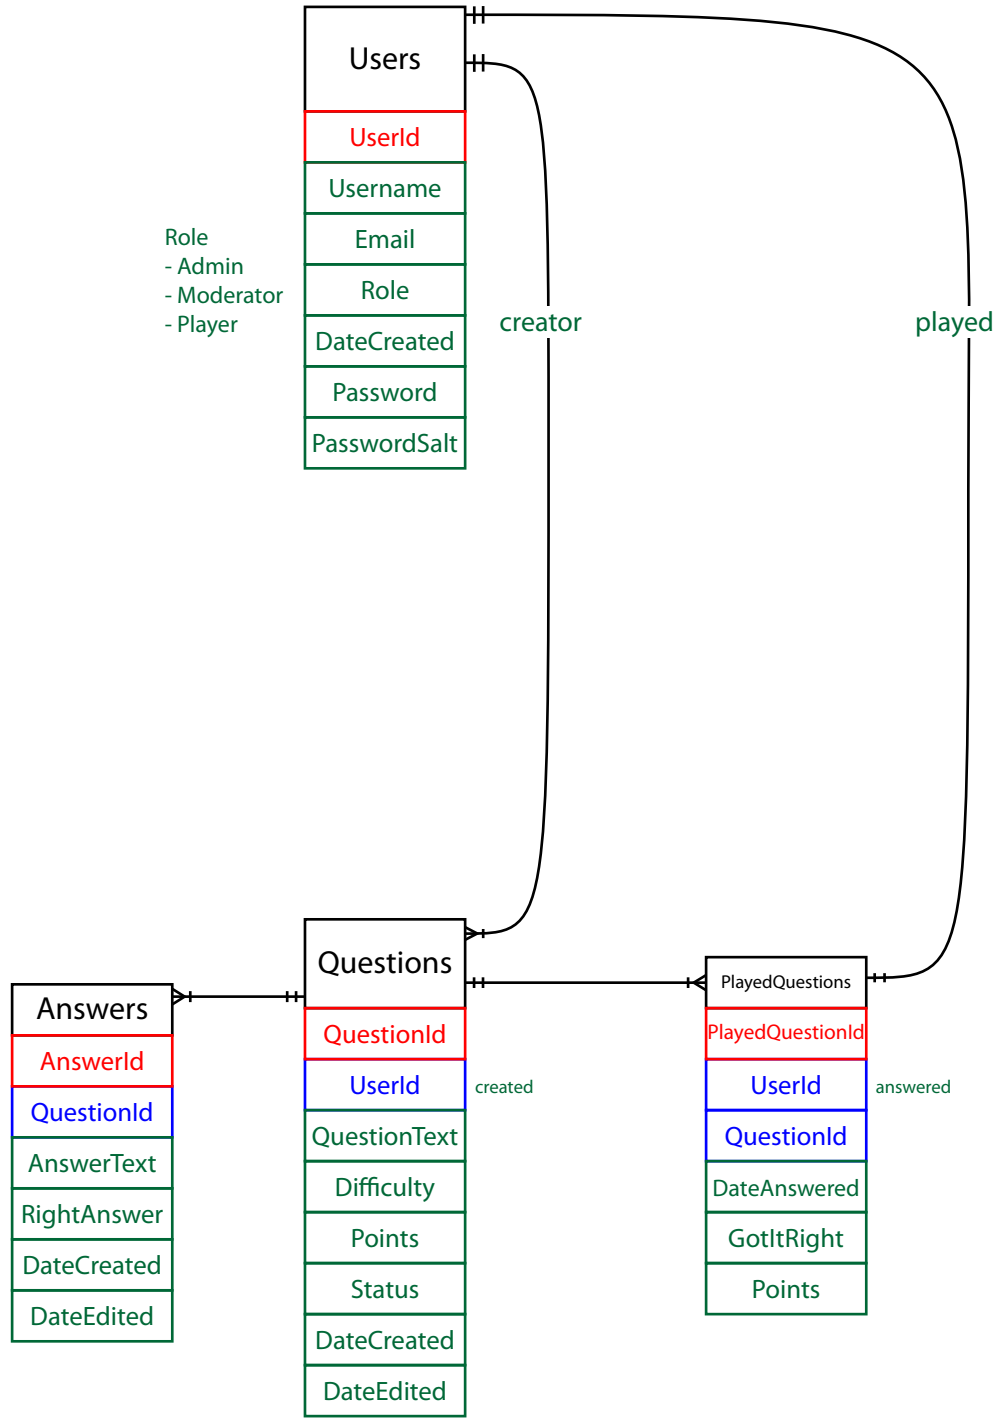 Users
UserId
Username
Email
Role
DateCreated
Password
PasswordSalt
Role
- Admin
- Moderator
- Player
creator
played
Answers
AnswerId
QuestionId
AnswerText
RightAnswer
DateCreated
DateEdited
Questions
QuestionId
UserId
created
QuestionText
Difficulty
Points
Status
DateCreated
DateEdited
PlayedQuestions
PlayedQuestionId
UserId
answered
QuestionId
DateAnswered
GotItRight
Points